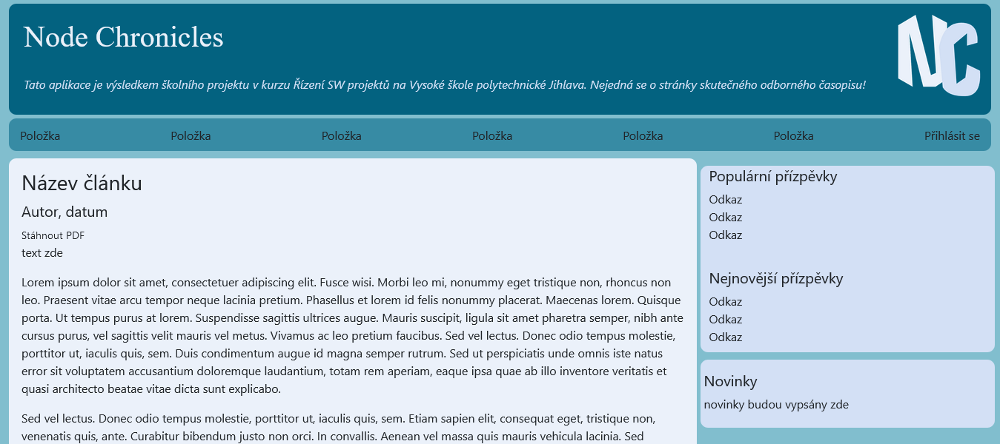 Node Chronicles
NC
Tato aplikace je výsledkem školního projektu v kurzu Řízení SW projektů na Vysoké škole polytechnické Jihlava. Nejedná se o stránky skutečného odborného časopisu!
Položka
Položka
Položka
Položka
Položka
Položka
Přihlásit se
Název článku
Autor, datum
Stáhnout PDF
text zde
Lorem ipsum dolor sit amet, consectetuer adipiscing elit. Fusce wisi. Morbi leo mi, nonummy eget tristique non, rhoncus non
leo. Praesent vitae arcu tempor neque lacinia pretium. Phasellus et lorem id felis nonummy placerat. Maecenas lorem. Quisque
porta. Ut tempus purus at lorem. Suspendisse sagittis ultrices augue. Mauris suscipit, ligula sit amet pharetra semper, nibh ante
cursus purus, vel sagittis velit mauris vel metus. Vivamus ac leo pretium faucibus. Sed vel lectus. Donec odio tempus molestie,
porttitor ut, iaculis quis, sem. Duis condimentum augue id magna semper rutrum. Sed ut perspiciatis unde omnis iste natus
error sit voluptatem accusantium doloremque laudantium, totam rem aperiam, eaque ipsa quae ab illo inventore veritatis et
quasi architecto beatae vitae dicta sunt explicabo.
Sed vel lectus. Donec odio tempus molestie, porttitor ut, iaculis quis, sem. Etiam sapien elit, consequat eget, tristique non,
venenatis quis, ante. Curabitur bibendum justo non orci. In convallis. Aenean vel massa quis mauris vehicula lacinia. Sed
Populární přízpěvky
Odkaz
Odkaz
Odkaz
Nejnovější přízpěvky
Odkaz
Odkaz
Odkaz
Novinky
novinky budou vypsány zde